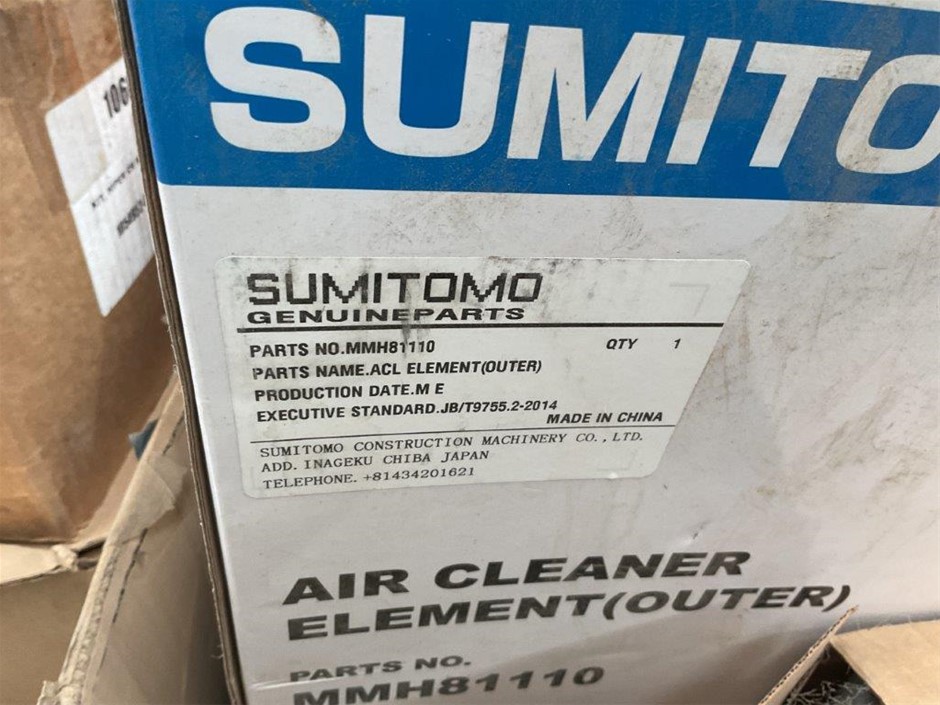 SUMITO
106
SUMITOMO
GENUINEPARTS
PARTS NO.MMH81110 QTY 1
PARTS NAME.ACL ELEMENT(OUTER)
PRODUCTION DATE.M E
EXECUTIVE STANDARD.JB/T9755.2-2014
MADE IN CHINA
SUMITOMO CONSTRUCTION MACHINERY CO., LTD.
ADD. INAGEKU CHIBA JAPAN
TELEPHONE. +81434201621
AIR CLEANER
ELEMENT(OUTER)
PARTS NO.
MMH81110